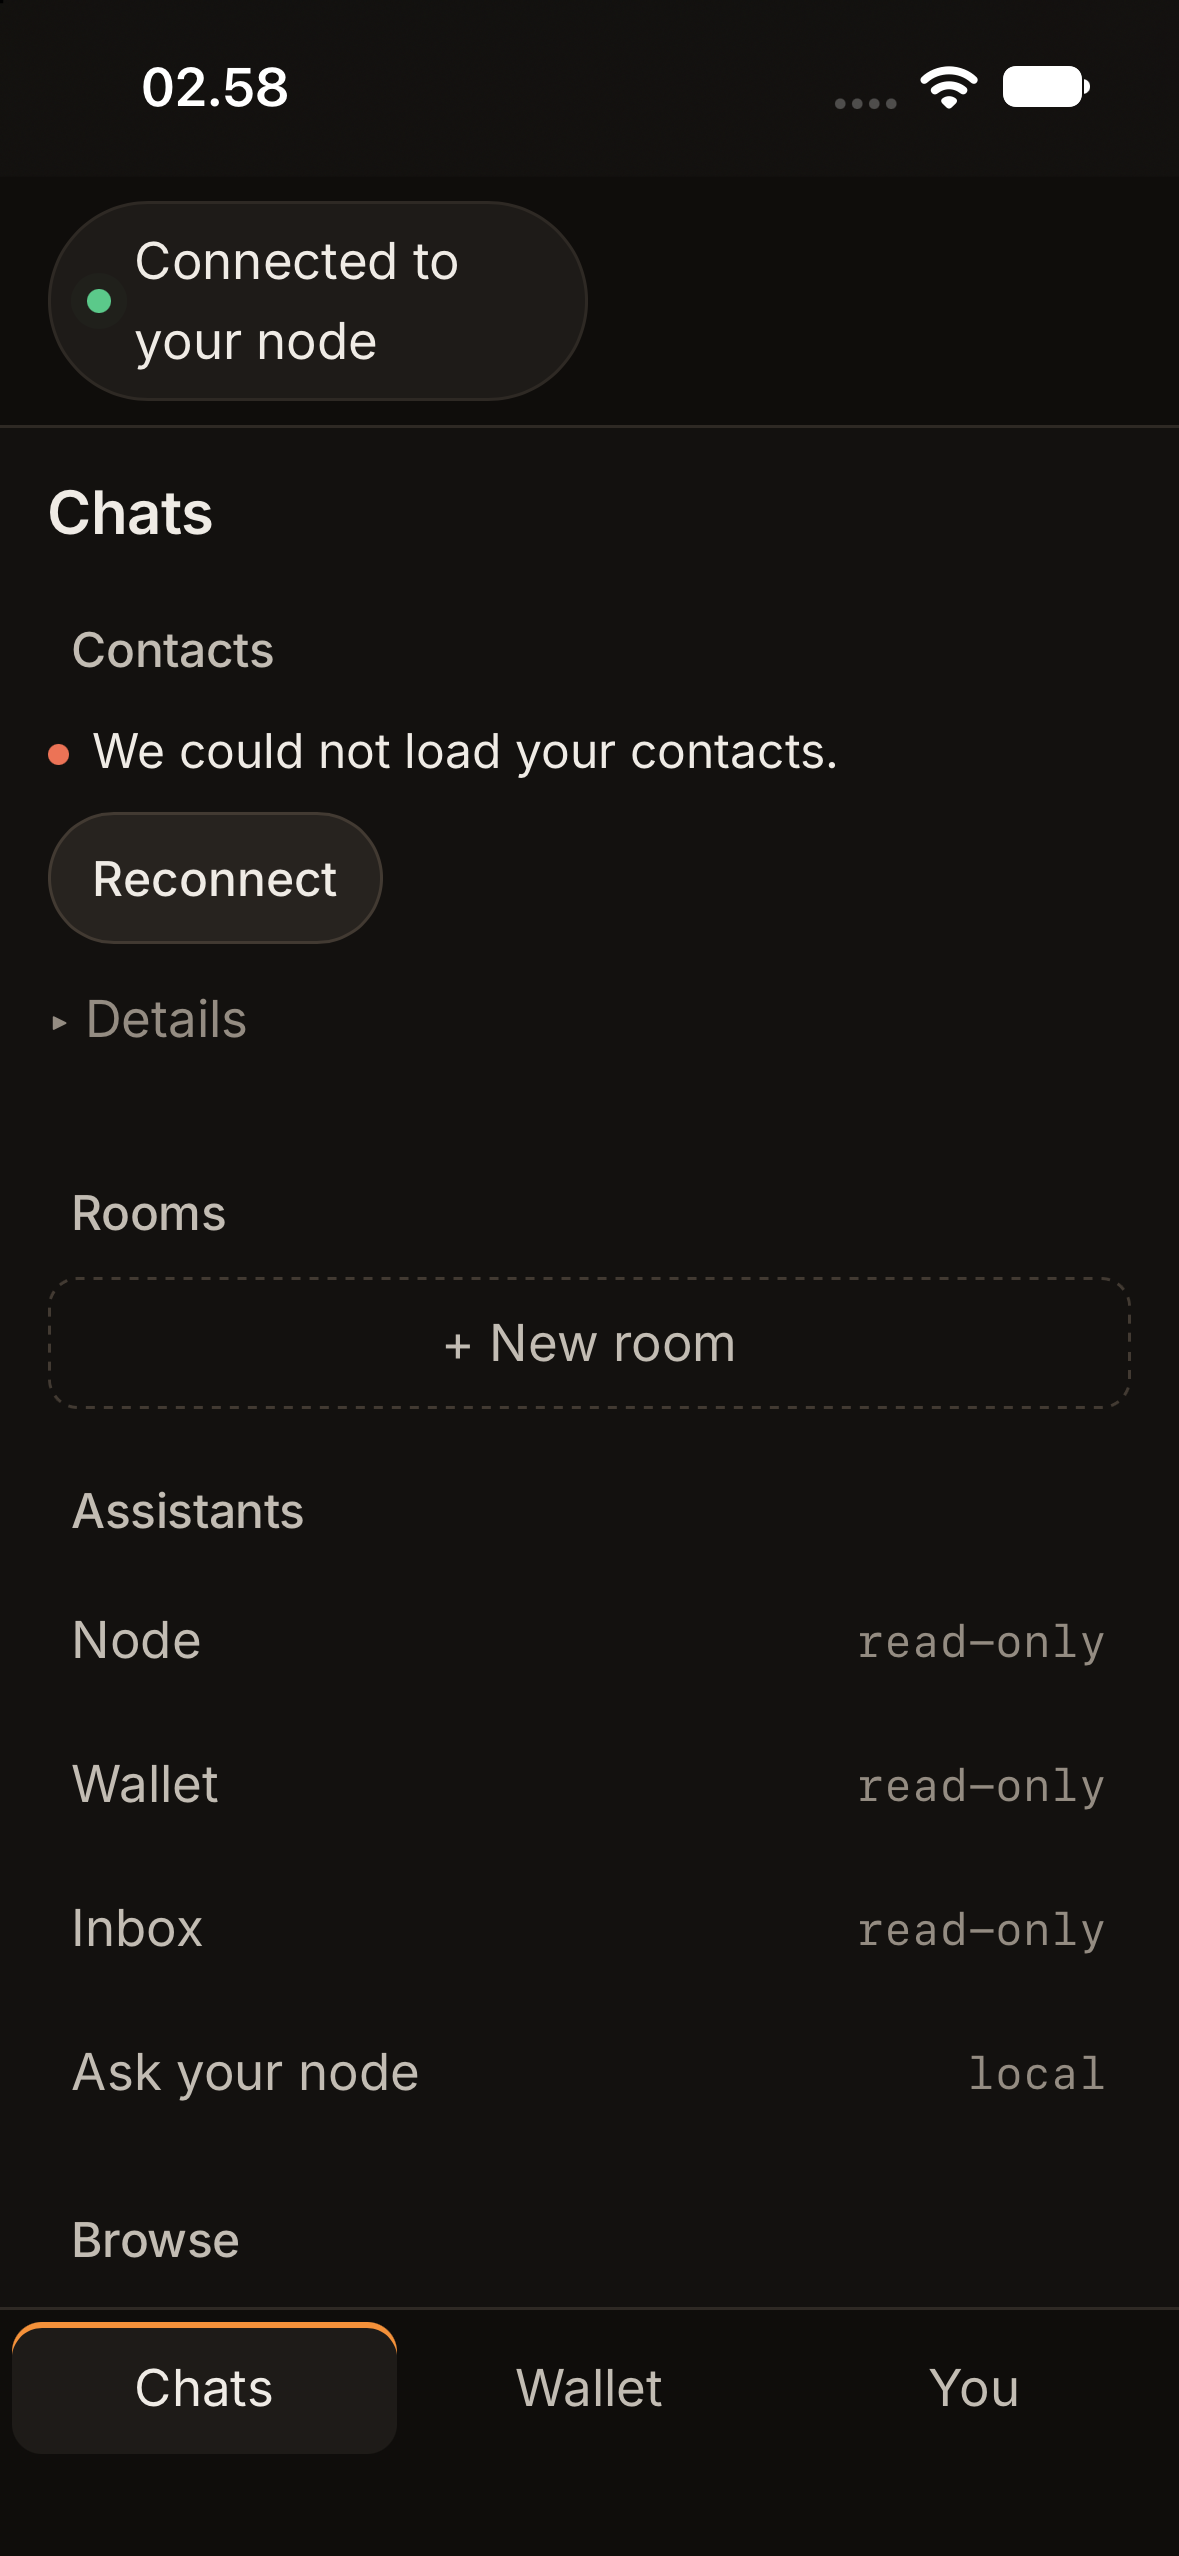 02.58
Connected to
your node
Chats
Contacts
We could not load your contacts.
Reconnect
▸ Details
Rooms
+ New room
Assistants
Node read-only
Wallet read-only
Inbox read-only
Ask your node local
Browse
Chats Wallet You